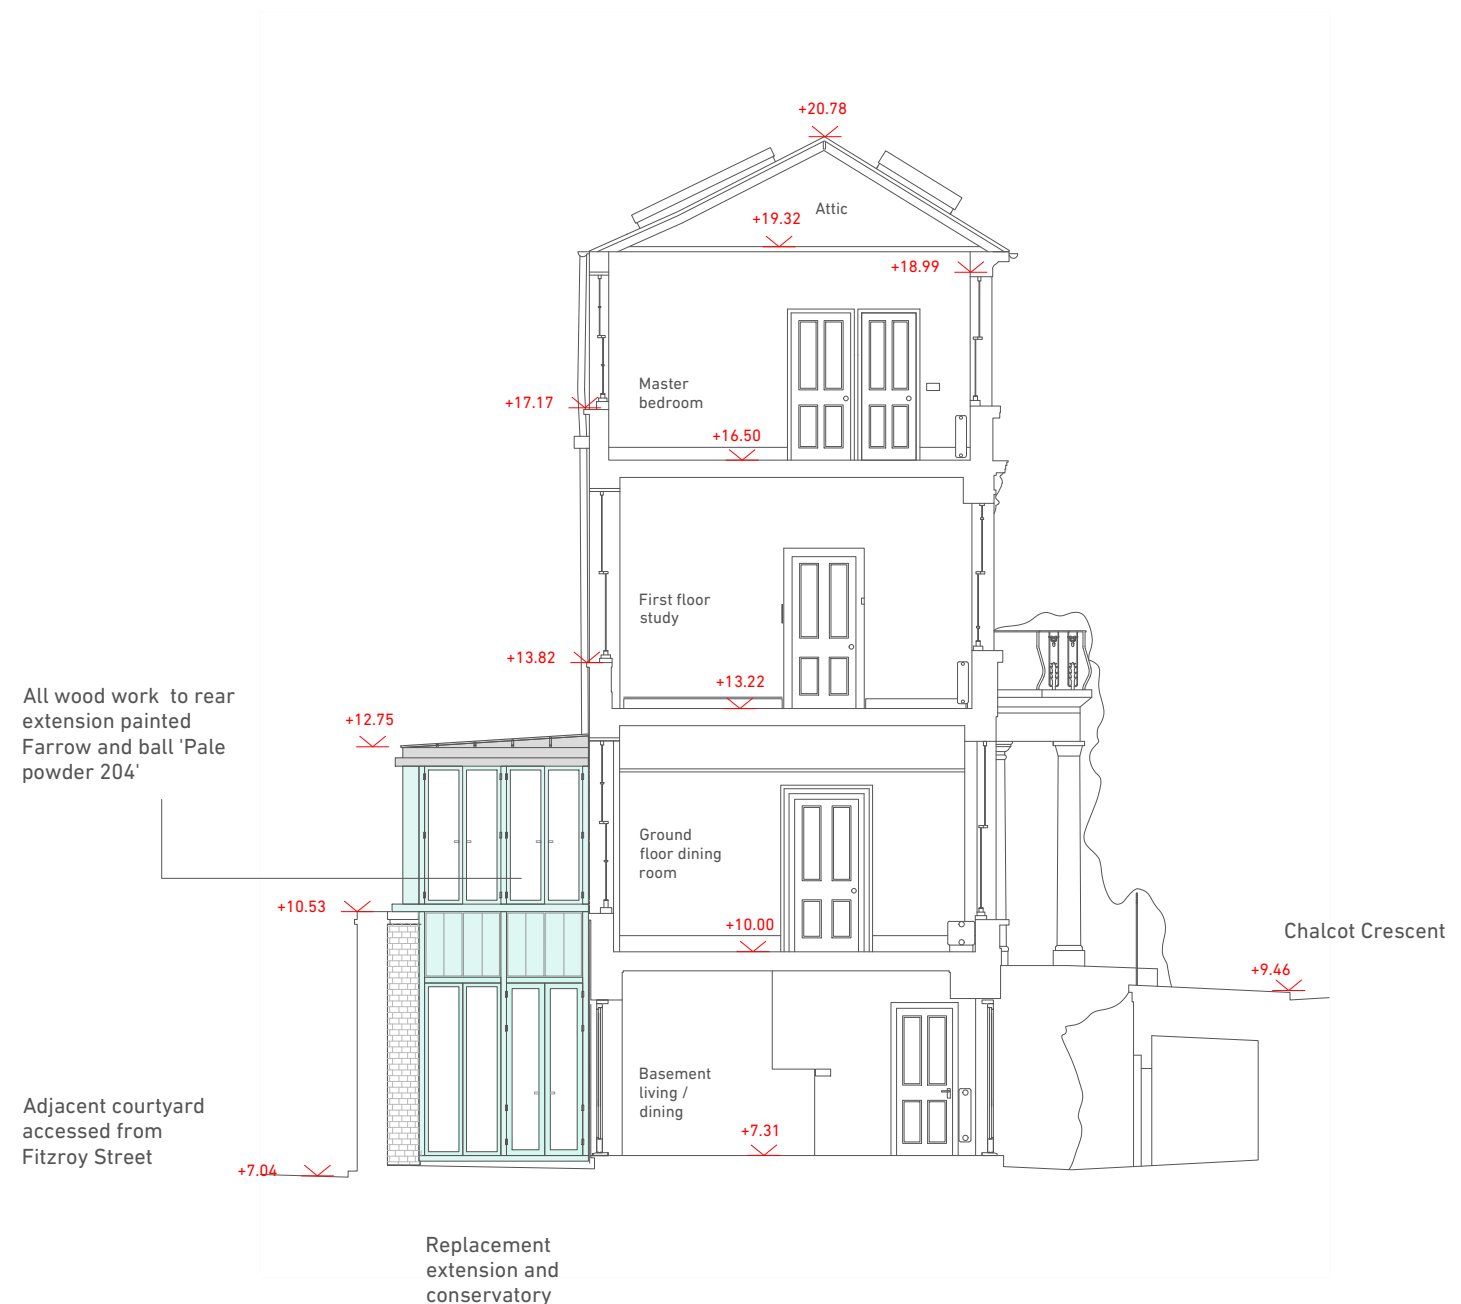 +20.78
Attic
+19.32
+18.99
Master
bedroom
+17.17
+16.50
First floor
study
+13.82
+13.22
All wood work  to rear
extension painted
Farrow and ball 'Pale
powder 204'
+12.75
Ground
floor dining
room
+10.53
+10.00
Chalcot Crescent
+9.46
Basement
living /
dining
Adjacent courtyard
accessed from
Fitzroy Street
+7.31
+7.04
Replacement
extension and
conservatory